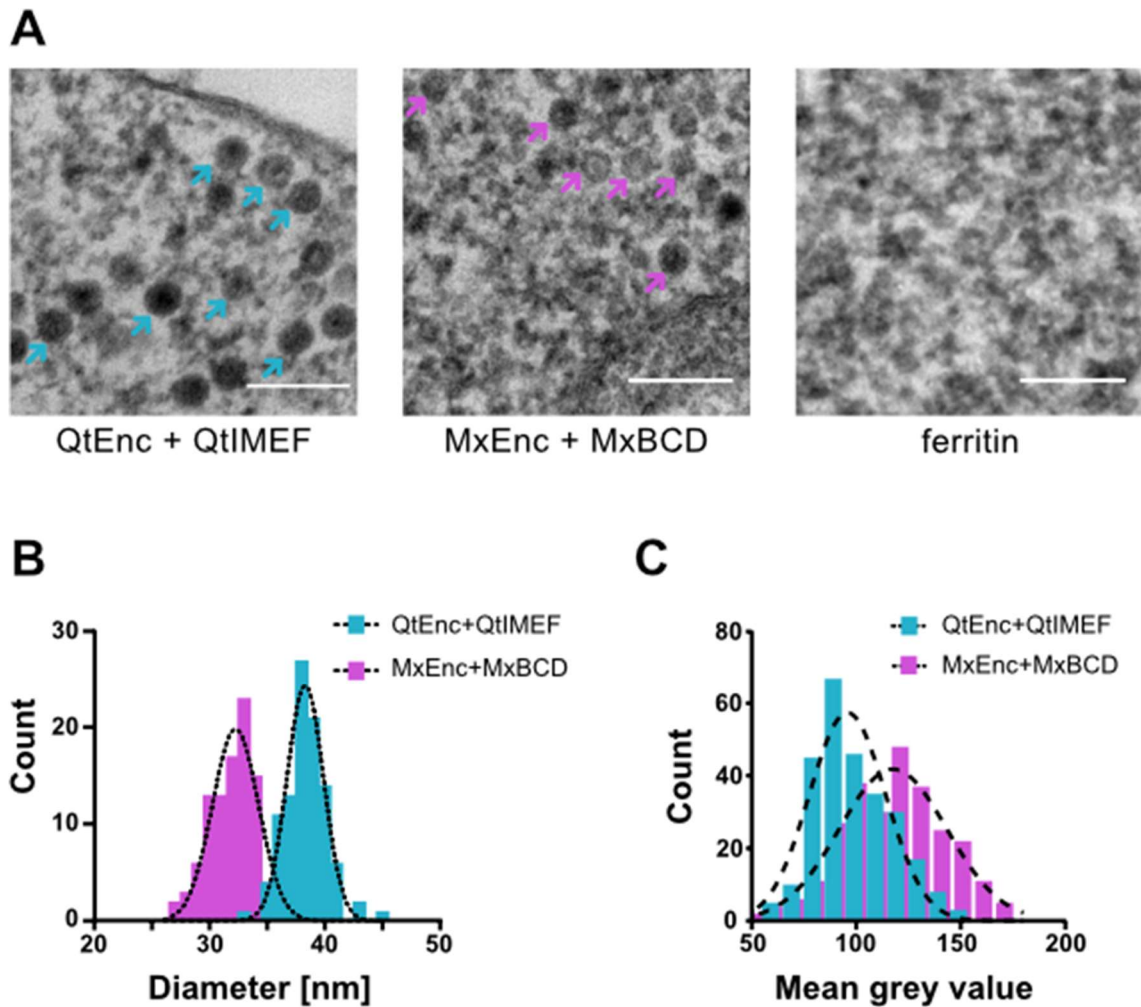 A
QtEnc + QtIMEF
MxEnc + MxBCD
ferritin
B
30
20
10
0
Count
20
30
40
50
Diameter [nm]
QtEnc+QtIMEF
MxEnc+MxBCD
C
80
60
40
20
0
Count
50
100
150
200
Mean grey value
QtEnc+QtIMEF
MxEnc+MxBCD